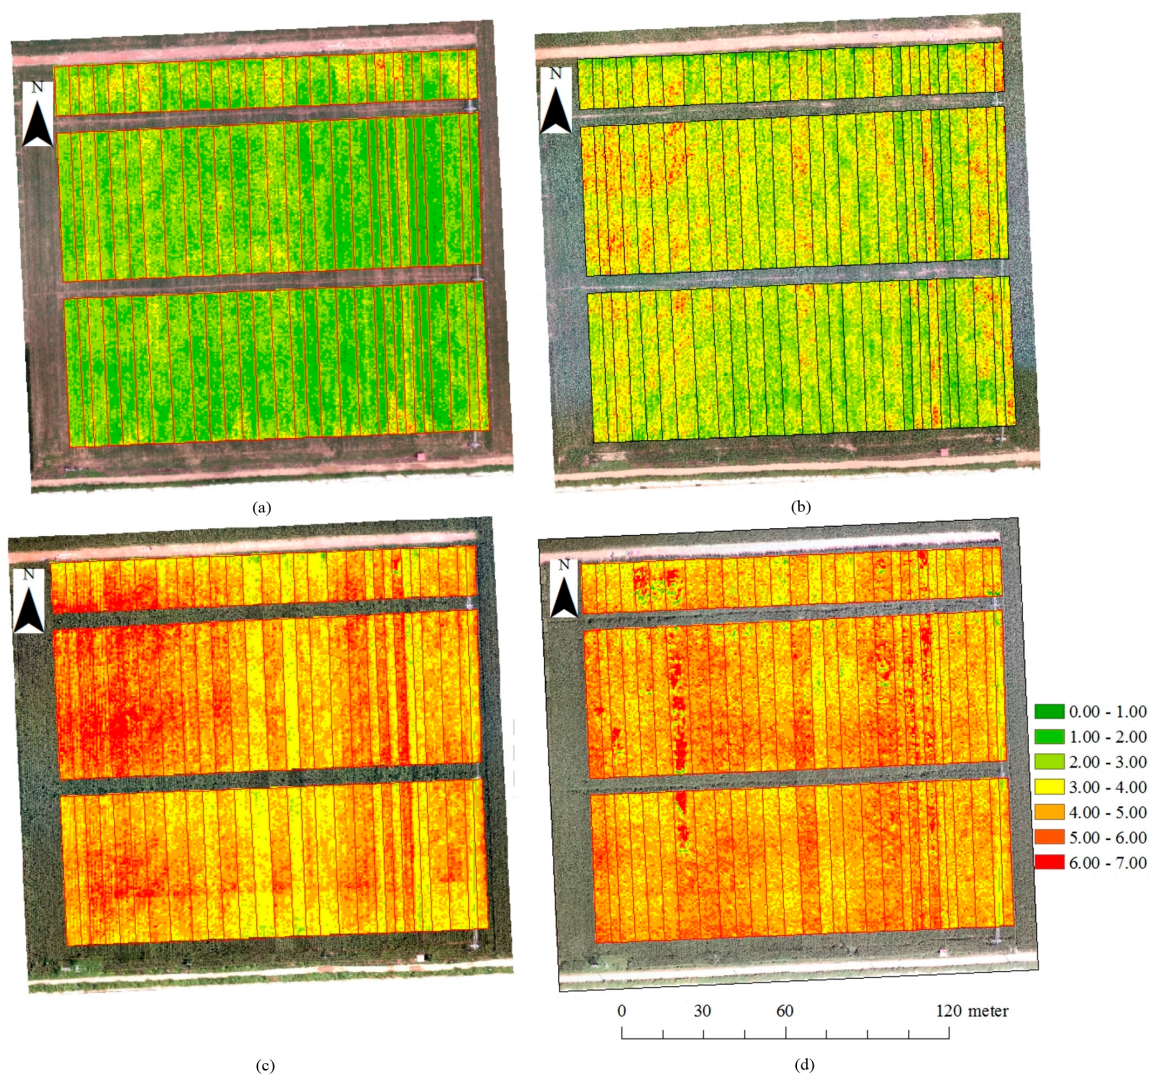 N
N
(a)
(b)
N
N
0.00 - 1.00
1.00 - 2.00
2.00 - 3.00
3.00 - 4.00
4.00 - 5.00
5.00 - 6.00
6.00 - 7.00
0 30 60 120 meter
(c)
(d)